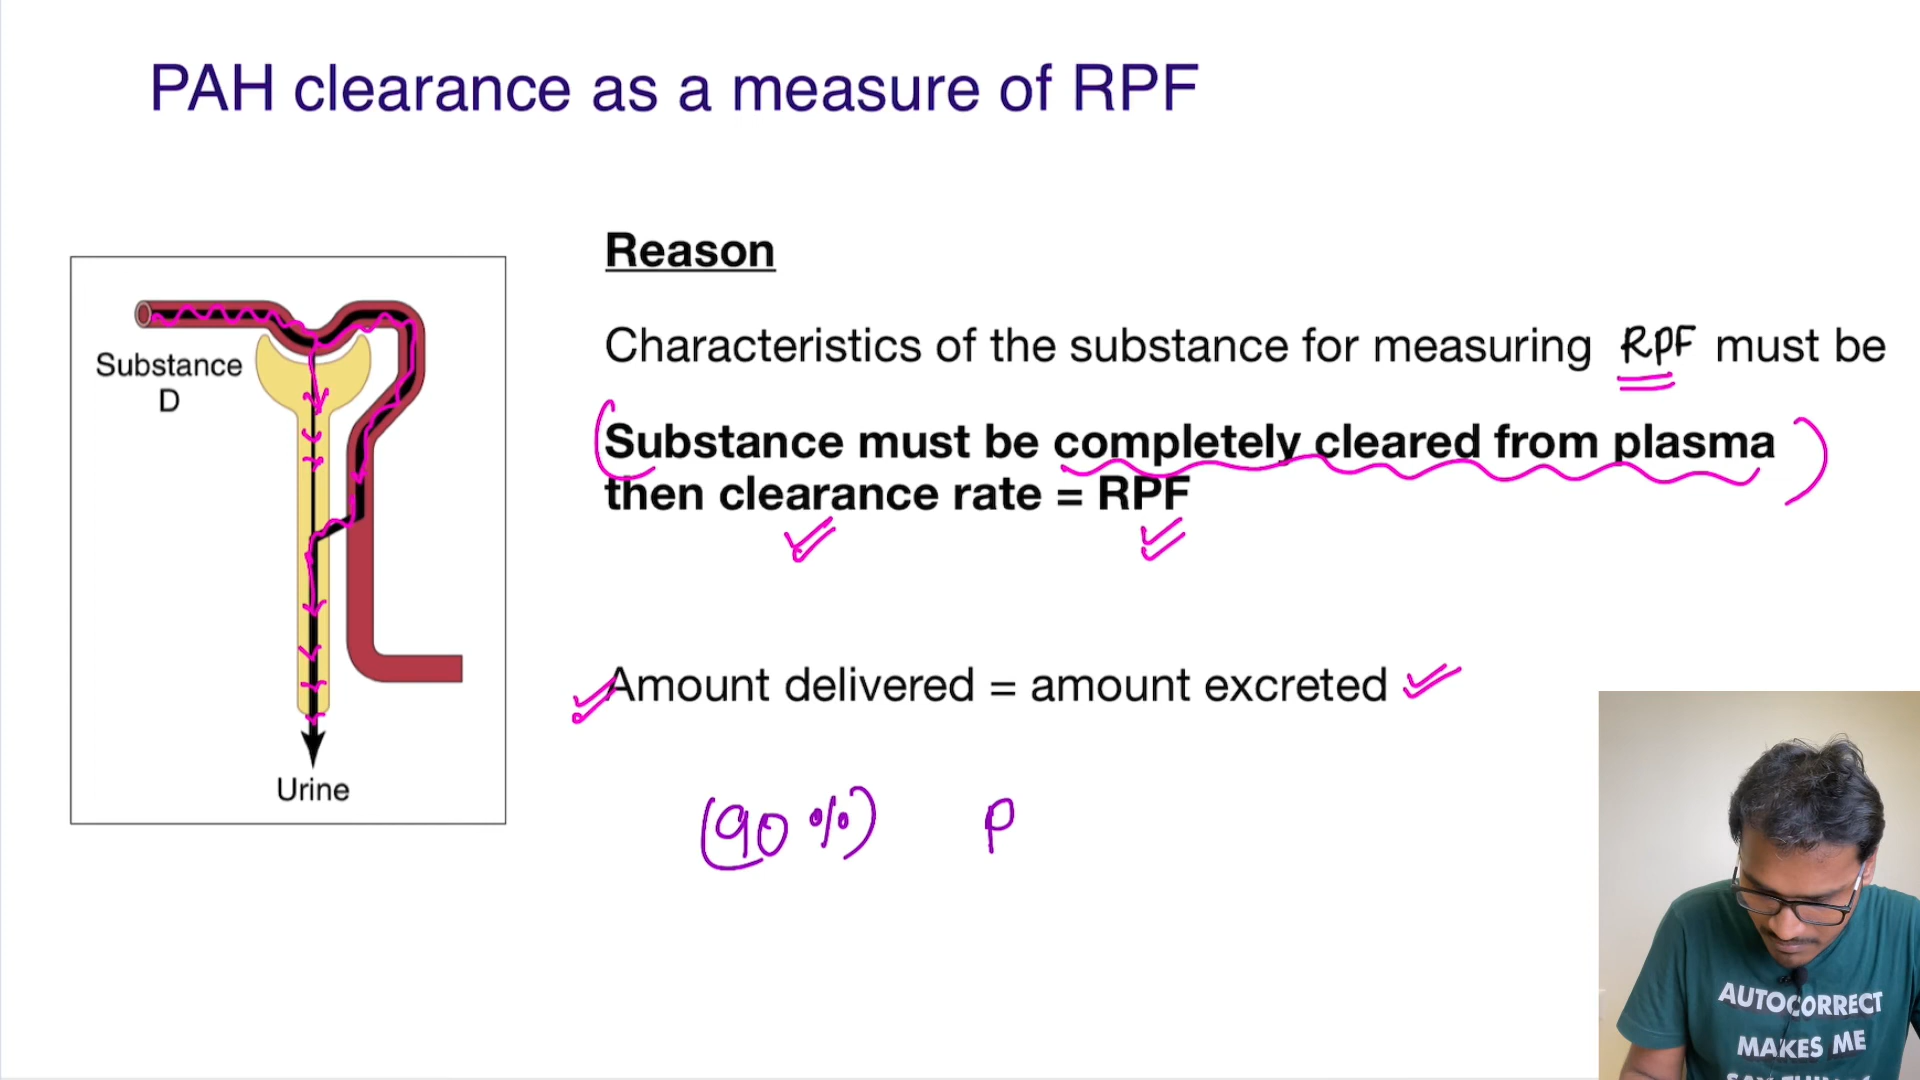 PAH clearance as a measure of RPF
Reason
Characteristics of the substance for measuring RPF must be
Substance must be completely cleared from plasma
then clearance rate = RPF
Substance
D
Amount delivered = amount excreted
Urine
(90%) P
AUTOCORRECT
MAKES ME